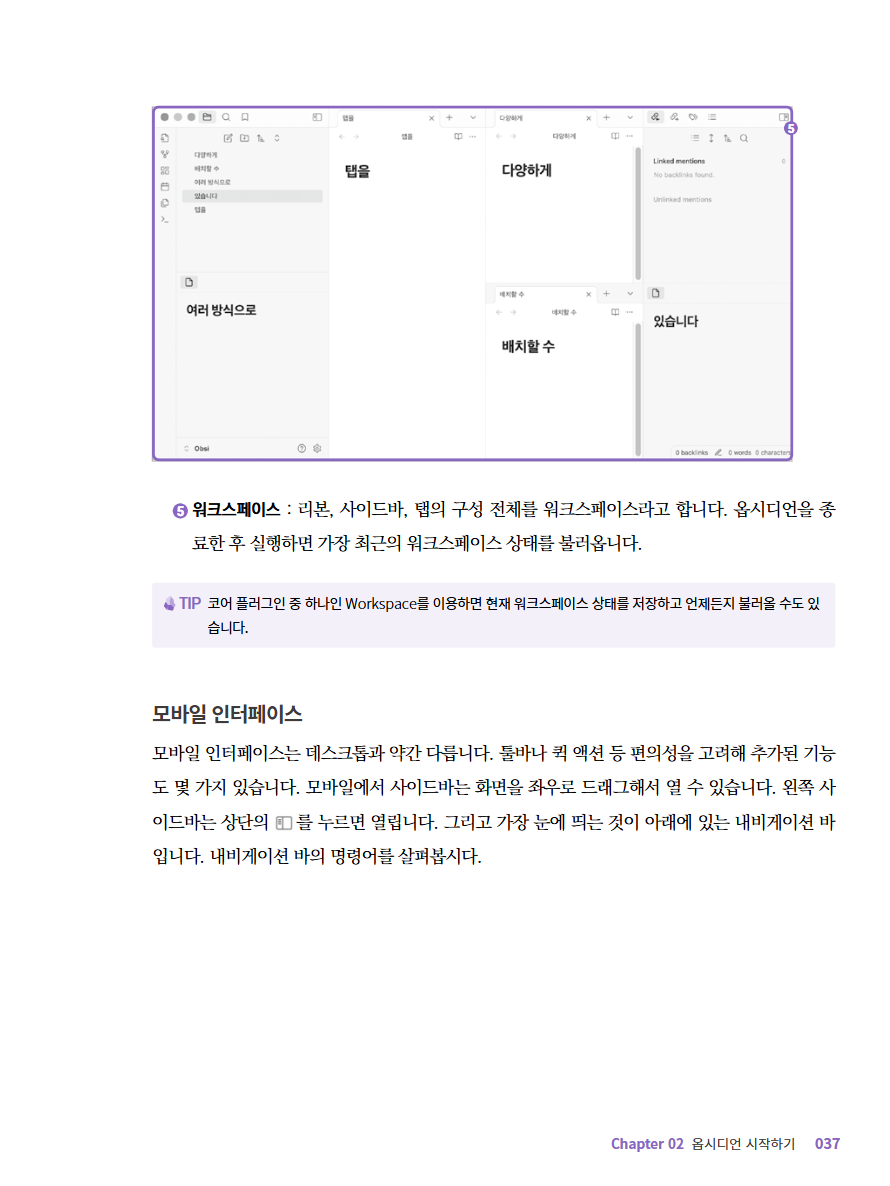 탭을
다양하게
다양하게
배치할 수
여러 방식으로
있습니다
탭을
탭을
탭을
다양하게
다양하게
Linked mentions 0
No backlinks found.
Unlinked mentions
여러 방식으로
배치할 수
배치할 수
배치할 수
있습니다
Obsi
0 backlinks 0 words 0 characters
5
5 워크스페이스 : 리본, 사이드바, 탭의 구성 전체를 워크스페이스라고 합니다. 옵시디언을 종
료한 후 실행하면 가장 최근의 워크스페이스 상태를 불러옵니다.
TIP 코어 플러그인 중 하나인 Workspace를 이용하면 현재 워크스페이스 상태를 저장하고 언제든지 불러올 수도 있
습니다.
모바일 인터페이스
모바일 인터페이스는 데스크톱과 약간 다릅니다. 툴바나 퀵 액션 등 편의성을 고려해 추가된 기능
도 몇 가지 있습니다. 모바일에서 사이드바는 화면을 좌우로 드래그해서 열 수 있습니다. 왼쪽 사
이드바는 상단의 를 누르면 열립니다. 그리고 가장 눈에 띄는 것이 아래에 있는 내비게이션 바
입니다. 내비게이션 바의 명령어를 살펴봅시다.
Chapter 02 옵시디언 시작하기 037